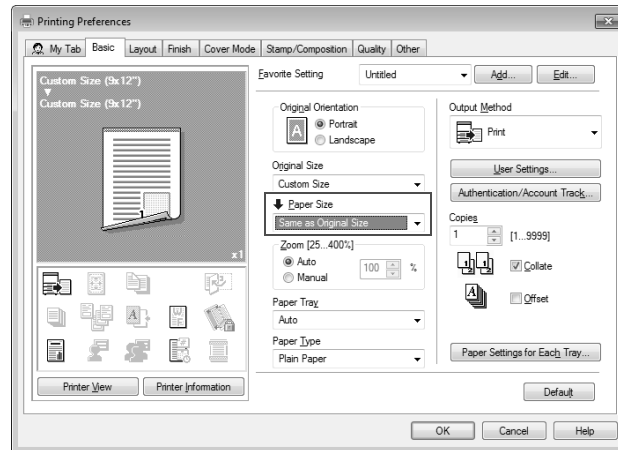 Printing Preferences
My Tab Basic Layout Finish Cover Mode Stamp/Composition Quality Other
Custom Size (9x12")
Custom Size (9x12")
1
x1
Printer View Printer Information
Favorite Setting Untitled Add... Edit...
Original Orientation
A Portrait
Landscape
Original Size
Custom Size
Paper Size
Same as Original Size
Zoom [25...400%]
Auto
Manual
100 %
Paper Tray
Auto
Paper Type
Plain Paper
Output Method
Print
User Settings...
Authentication/Account Track...
Copies
1 [1...9999]
Collate
Offset
Paper Settings for Each Tray...
Default
OK Cancel Help